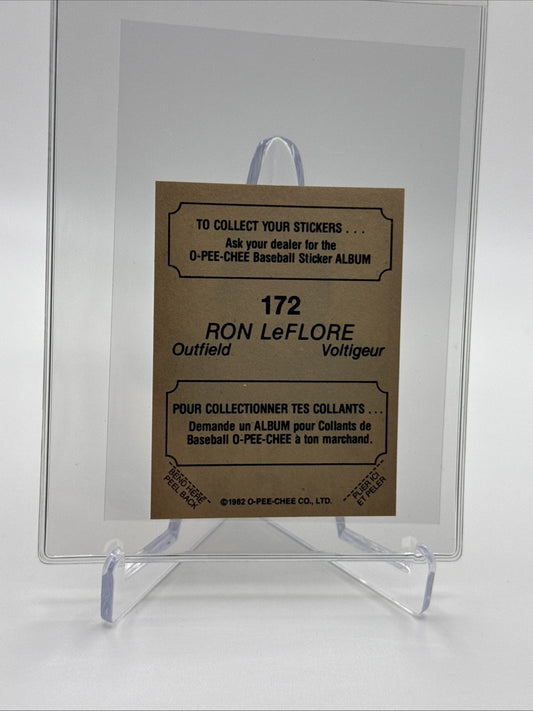 TO COLLECT YOUR STICKERS . . .
Ask your dealer for the
O-PEE-CHEE Baseball Sticker ALBUM
172
RON LeFLORE
Outfield Voltigeur
POUR COLLECTIONNER TES COLLANTS . . .
Demande un ALBUM pour Collants de
Baseball O-PEE-CHEE à ton marchand.
BEND HERE
PEEL BACK
PLIER ICI
ET PELER
©1982 O-PEE-CHEE CO., LTD.